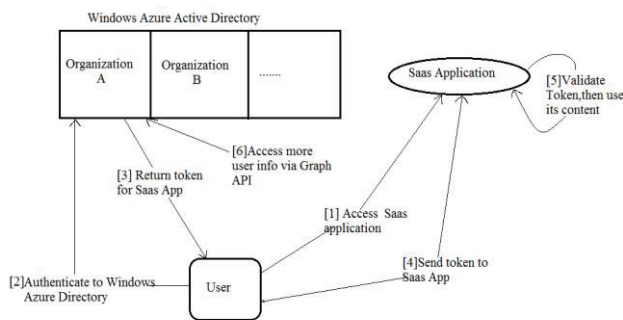 Windows Azure Active Directory
Organization
A
Organization
B
.......
Saas Application
[5]Validate
Token,then use
its content
[6]Access more
user info via Graph
API
[3] Return token
for Saas App
[1] Access Saas
application
[4]Send token to
Saas App
[2]Authenticate to Windows
Azure Directory
User